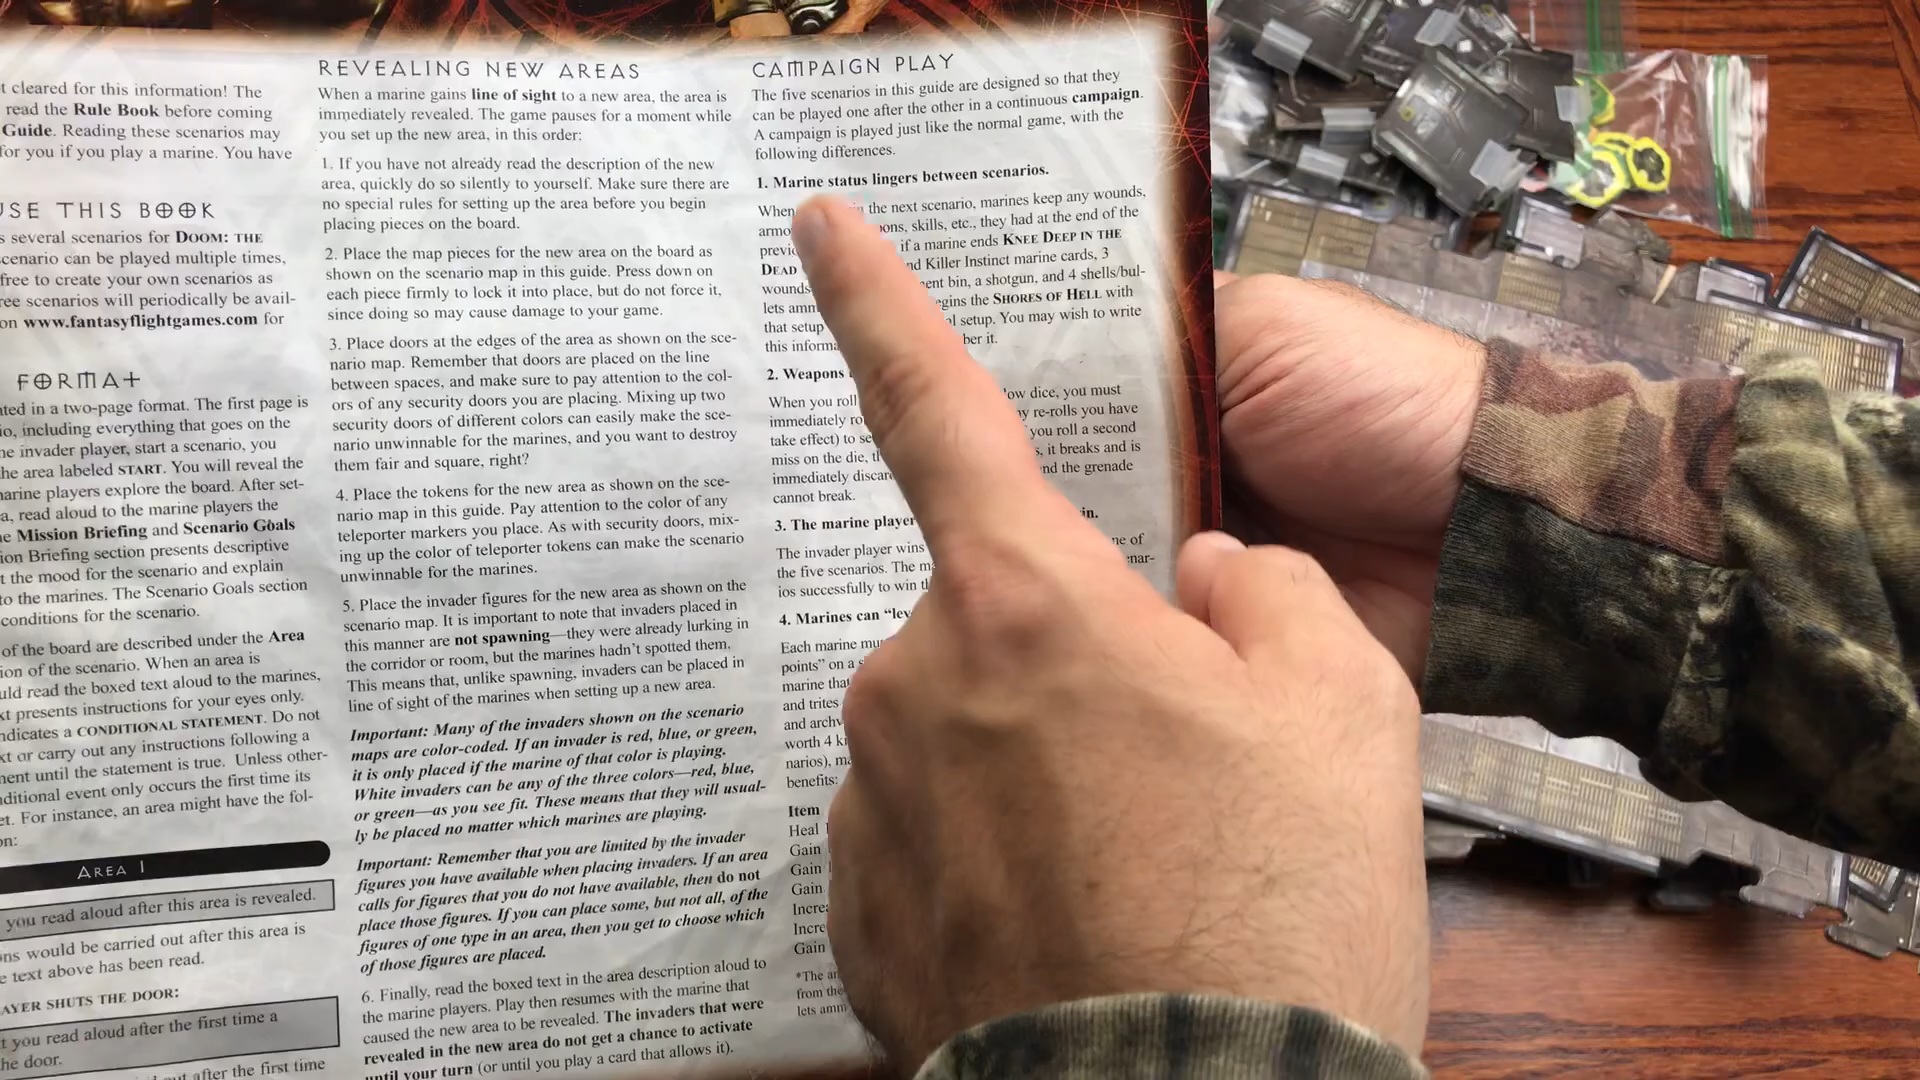 t cleared for this information! The
read the Rule Book before coming
Guide. Reading these scenarios may
for you if you play a marine. You have
USE THIS BOOK
s several scenarios for DOOM: THE
cenario can be played multiple times,
free to create your own scenarios as
ree scenarios will periodically be avail-
on www.fantasyflightgames.com for
FORMAT
nted in a two-page format. The first page is
io, including everything that goes on the
he invader player, start a scenario, you
he area labeled START. You will reveal the
marine players explore the board. After set-
a, read aloud to the marine players the
he Mission Briefing and Scenario Goals
ion Briefing section presents descriptive
t the mood for the scenario and explain
to the marines. The Scenario Goals section
conditions for the scenario.
of the board are described under the Area
ion of the scenario. When an area is
uld read the boxed text aloud to the marines,
xt presents instructions for your eyes only.
ndicates a CONDITIONAL STATEMENT. Do not
xt or carry out any instructions following a
ment until the statement is true. Unless other-
nditional event only occurs the first time its
et. For instance, an area might have the fol-
on:
AREA 1
you read aloud after this area is revealed.
ons would be carried out after this area is
e text above has been read.
AYER SHUTS THE DOOR:
t you read aloud after the first time a
he door.
out after the first time
REVEALING NEW AREAS
When a marine gains line of sight to a new area, the area is
immediately revealed. The game pauses for a moment while
you set up the new area, in this order:
1. If you have not already read the description of the new
area, quickly do so silently to yourself. Make sure there are
no special rules for setting up the area before you begin
placing pieces on the board.
2. Place the map pieces for the new area on the board as
shown on the scenario map in this guide. Press down on
each piece firmly to lock it into place, but do not force it,
since doing so may cause damage to your game.
3. Place doors at the edges of the area as shown on the sce-
nario map. Remember that doors are placed on the line
between spaces, and make sure to pay attention to the col-
ors of any security doors you are placing. Mixing up two
security doors of different colors can easily make the sce-
nario unwinnable for the marines, and you want to destroy
them fair and square, right?
4. Place the tokens for the new area as shown on the sce-
nario map in this guide. Pay attention to the color of any
teleporter markers you place. As with security doors, mix-
ing up the color of teleporter tokens can make the scenario
unwinnable for the marines.
5. Place the invader figures for the new area as shown on the
scenario map. It is important to note that invaders placed in
this manner are not spawning—they were already lurking in
the corridor or room, but the marines hadn't spotted them.
This means that, unlike spawning, invaders can be placed in
line of sight of the marines when setting up a new area.
Important: Many of the invaders shown on the scenario
maps are color-coded. If an invader is red, blue, or green,
it is only placed if the marine of that color is playing.
White invaders can be any of the three colors—red, blue,
or green—as you see fit. These means that they will usual-
ly be placed no matter which marines are playing.
Important: Remember that you are limited by the invader
figures you have available when placing invaders. If an area
calls for figures that you do not have available, then do not
place those figures. If you can place some, but not all, of the
figures of one type in an area, then you get to choose which
of those figures are placed.
6. Finally, read the boxed text in the area description aloud to
the marine players. Play then resumes with the marine that
caused the new area to be revealed. The invaders that were
revealed in the new area do not get a chance to activate
until your turn (or until you play a card that allows it).
CAMPAIGN PLAY
The five scenarios in this guide are designed so that they
can be played one after the other in a continuous campaign.
A campaign is played just like the normal game, with the
following differences.
1. Marine status lingers between scenarios.
When the next scenario, marines keep any wounds,
armo ons, skills, etc., they had at the end of the
previo if a marine ends KNEE DEEP IN THE
DEAD nd Killer Instinct marine cards, 3
wounds ent bin, a shotgun, and 4 shells/bul-
lets amm egins the SHORES OF HELL with
that setup al setup. You may wish to write
this informa ber it.
2. Weapons
When you roll low dice, you must
immediately ro ny re-rolls you have
take effect) to se you roll a second
miss on the die, t s, it breaks and is
immediately discar nd the grenade
cannot break.
3. The marine player in.
The invader player wins ne of
the five scenarios. The m enar-
ios successfully to win t
4. Marines can "lev
Each marine mu
points" on a s
marine that
and trites
and archv
worth 4 ki
narios), ma
benefits:
Item
Heal
Gain
Gain
Gain
Increa
Incre
Gain
*The
from the
lets amm